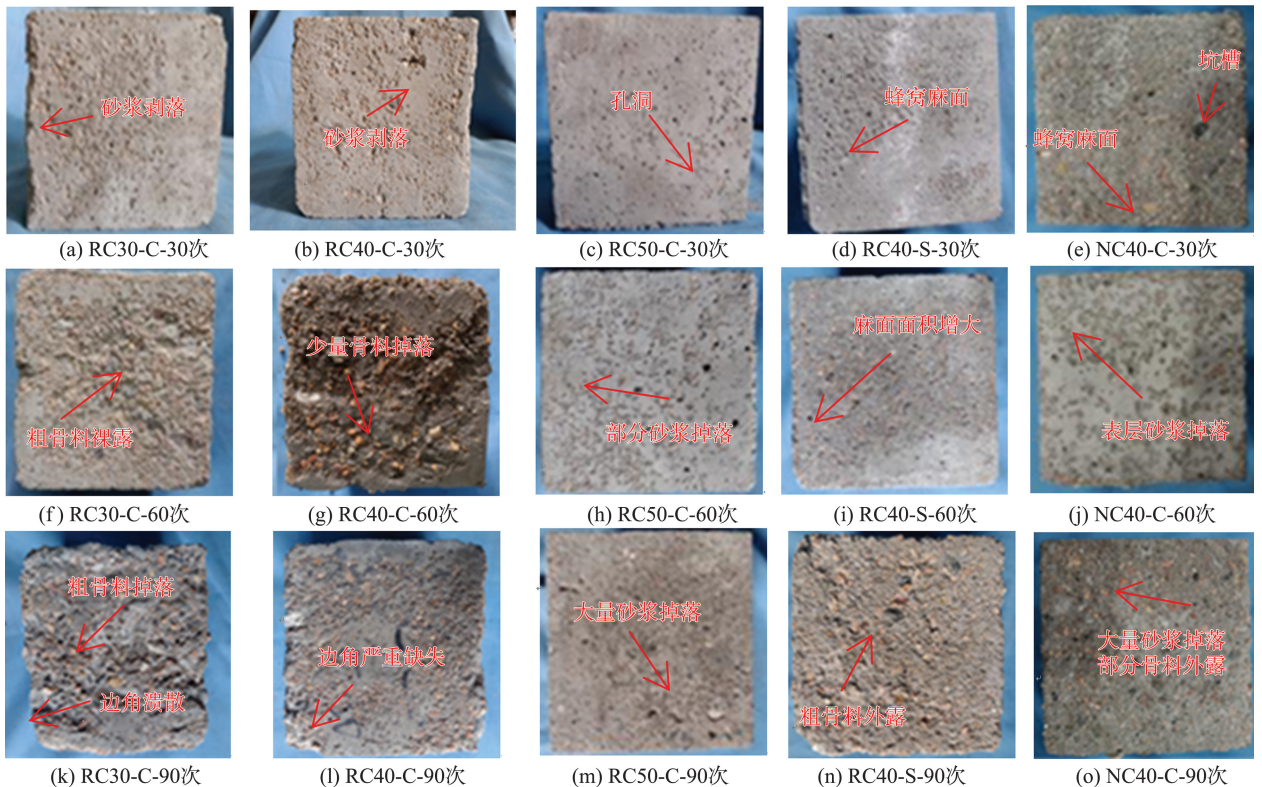 砂浆剥落
砂浆剥落
孔洞
蜂窝麻面
坑槽
蜂窝麻面
(a) RC30-C-30次
(b) RC40-C-30次
(c) RC50-C-30次
(d) RC40-S-30次
(e) NC40-C-30次
粗骨料裸露
少量骨料掉落
部分砂浆掉落
麻面面积增大
表层砂浆掉落
(f) RC30-C-60次
(g) RC40-C-60次
(h) RC50-C-60次
(i) RC40-S-60次
(j) NC40-C-60次
粗骨料掉落
边角溃散
边角严重缺失
大量砂浆掉落
粗骨料外露
大量砂浆掉落
部分骨料外露
(k) RC30-C-90次
(l) RC40-C-90次
(m) RC50-C-90次
(n) RC40-S-90次
(o) NC40-C-90次